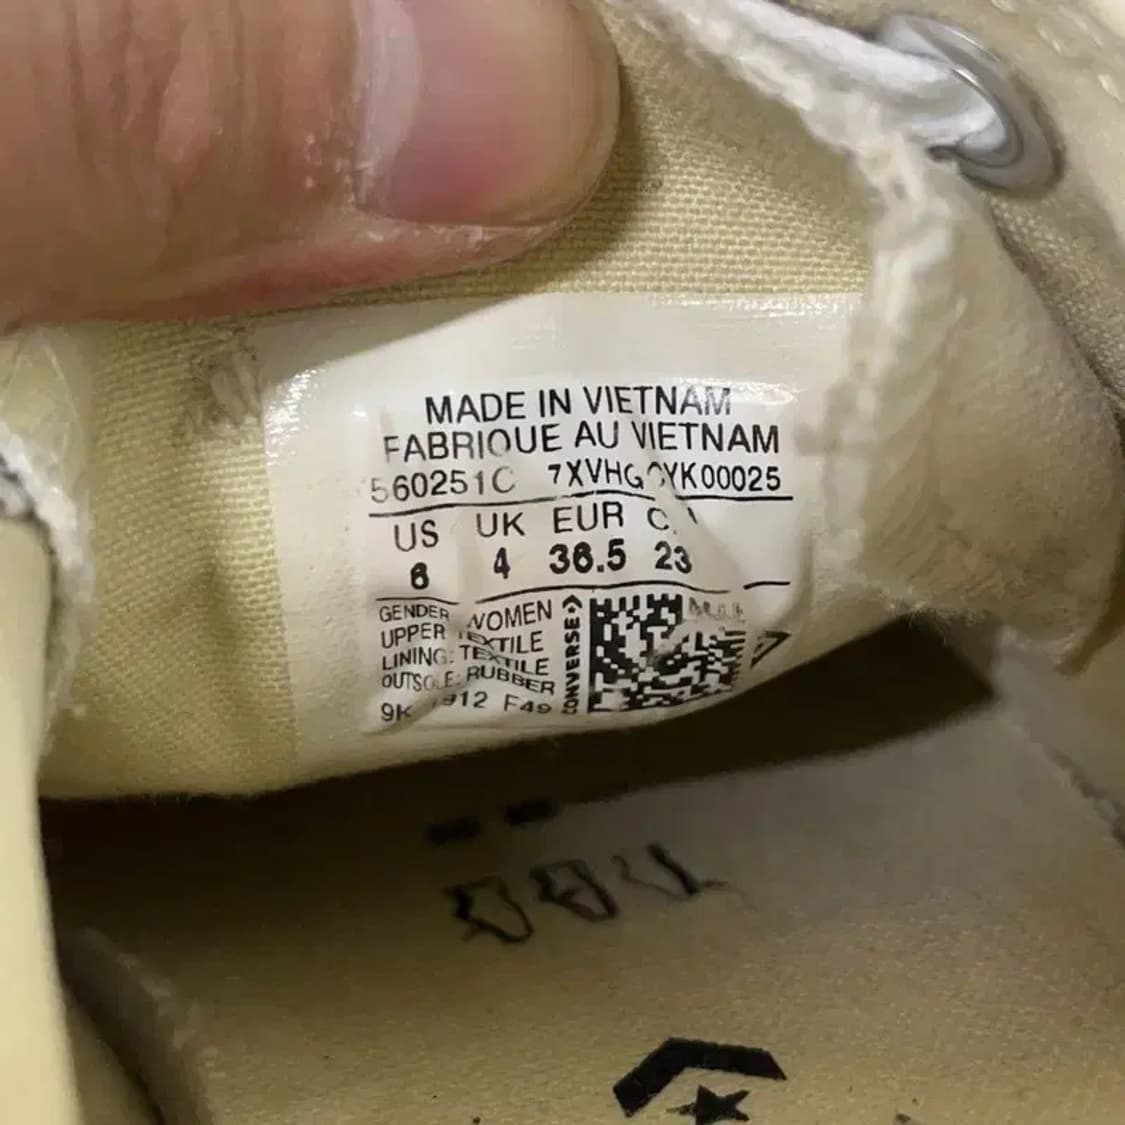 MADE IN VIETNAM
FABRIQUE AU VIETNAM
560251C
US UK EUR
6 4 36.5 23
GENDER WOMEN
UPPER TEXTILE
LINING: TEXTILE
OUTSOLE: RUBBER
F49
CONVERSE